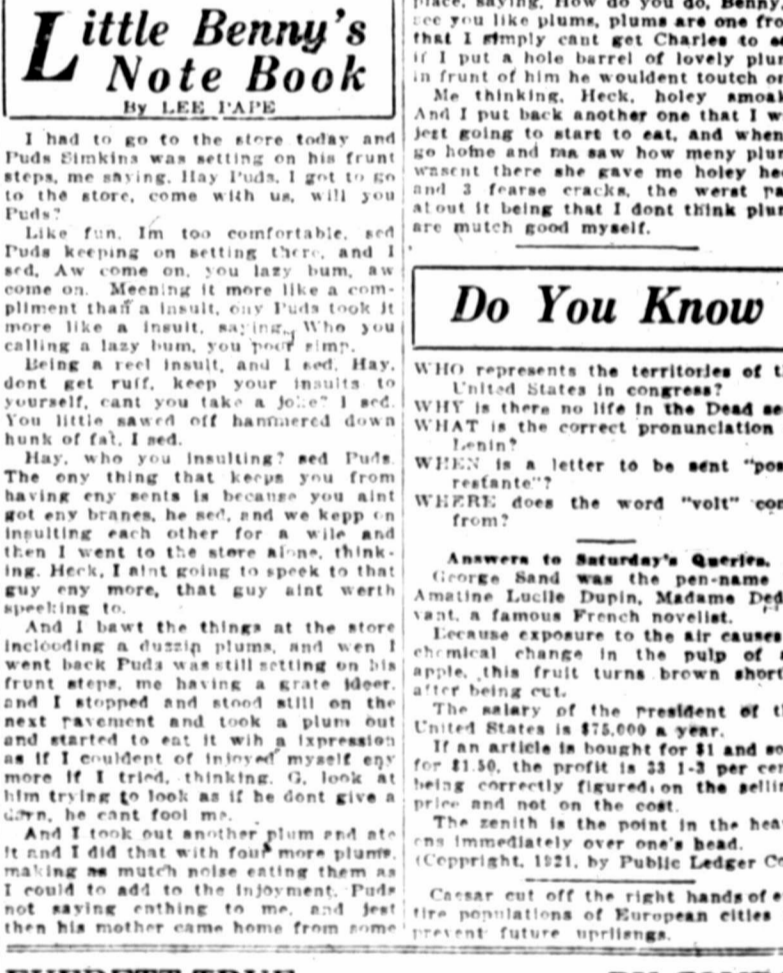 Little Benny's
Note Book
By LEE PAPE
I had to go to the store today and
Puds Simkins was setting on his frunt
steps, me saying, Hay Puds, I got to go
to the store, come with us, will you
Puds?
Like fun, Im too comfortable, sed
Puds keeping on setting there, and I
sed, Aw come on, you lazy bum, aw
come on. Meening it more like a com-
pliment than a insult, ony Puds took it
more like a insult, saying, Who you
calling a lazy bum, you poor simp.
Being a reel insult, and I sed, Hay,
dont get ruff, keep your insults to
yourself, cant you take a joke? I sed.
You little sawed off hammered down
hunk of fat, I sed.
Hay, who you insulting? sed Puds.
The ony thing that keeps you from
having eny sents is because you aint
got eny branes, he sed, and we kepp on
insulting each other for a wile and
then I went to the store alone, think-
ing, Heck, I aint going to speek to that
guy eny more, that guy aint werth
speeking to.
And I bawt the things at the store
inclooding a duzzin plums, and wen I
went back Puds was still setting on his
frunt steps, me having a grate ideer,
and I stopped and stood still on the
next pavement and took a plum out
and started to eat it wih a ixpression
as if I couldent of injoyed myself eny
more if I tried, thinking, G, look at
him trying to look as if he dont give a
darn, he cant fool me.
And I took out another plum and ate
it and I did that with four more plums,
making as mutch noise eating them as
I could to add to the injoyment, Puds
not saying enthing to me, and jest
then his mother came home from some
place, saying, How do you do, Benny,
see you like plums, plums are one
that I simply cant get Charles to
if I put a hole barrel of lovely
in frunt of him he wouldent toutch
Me thinking, Heck, holey
And I put back another one that I
jest going to start to eat, and
go home and ma saw how meny
wasent there she gave me holey
and 3 fearse cracks, the werst
about it being that I dont think
are mutch good myself.
Do You Know
WHO represents the territories of
United States in congress?
WHY is there no life in the Dead
WHAT is the correct pronunciation
Lenin?
WHEN is a letter to be sent
restante"?
WHERE does the word "volt"
from?
Answers to Saturday's Queries.
George Sand was the pen-name
Amatine Lucile Dupin, Madame
vant, a famous French novelist.
Because exposure to the air causes
chemical change in the pulp of
apple, this fruit turns brown
after being cut.
The salary of the president of
United States is $75,000 a year.
If an article is bought for $1 and
for $1.50, the profit is 33 1-3 per
being correctly figured on the
price and not on the cost.
The zenith is the point in the
ens immediately over one's head.
(Coppright, 1921, by Public Ledger
Caesar cut off the right hands of
tire populations of European cities
prevent future uprisings.